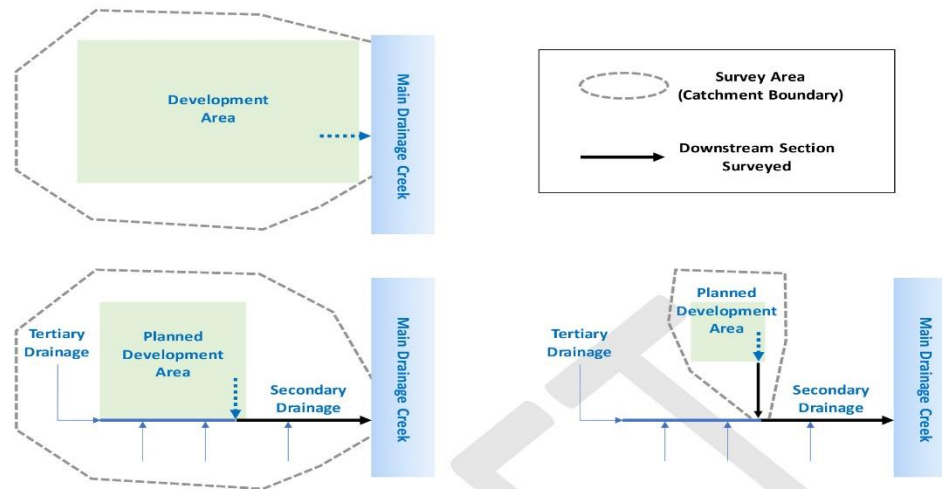 Development
Area
Main Drainage Creek
Survey Area
(Catchment Boundary)
Downstream Section
Surveyed
Tertiary
Drainage
Planned
Development
Area
Secondary
Drainage
Main Drainage Creek
Tertiary
Drainage
Planned
Development
Area
Secondary
Drainage
Main Drainage Creek